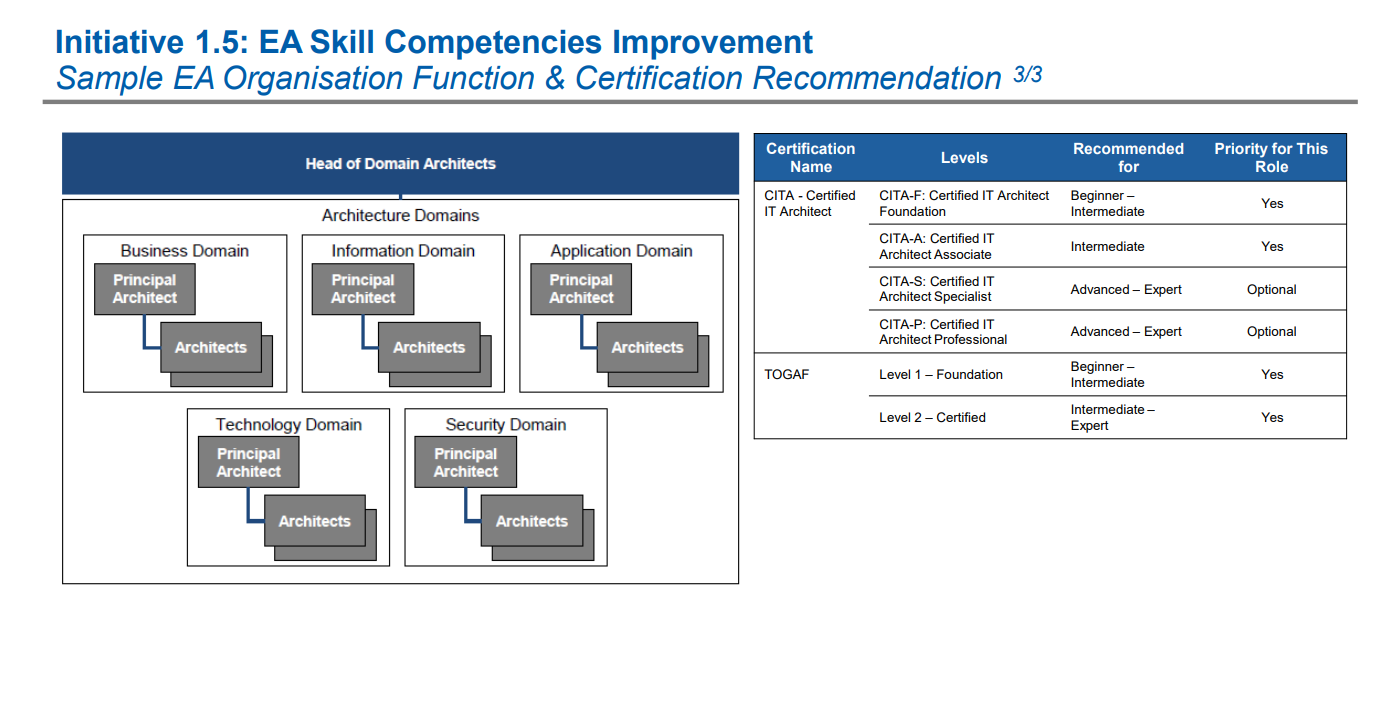 Initiative 1.5: EA Skill Competencies Improvement
Sample EA Organisation Function & Certification Recommendation 3/3
Head of Domain Architects
Architecture Domains
Business Domain
Principal
Architect
Architects
Information Domain
Principal
Architect
Architects
Application Domain
Principal
Architect
Architects
Technology Domain
Principal
Architect
Architects
Security Domain
Principal
Architect
Architects
Certification
Name
Levels
Recommended
for
Priority for This
Role
CITA - Certified
IT Architect
CITA-F: Certified IT Architect
Foundation
Beginner –
Intermediate
Yes
CITA-A: Certified IT
Architect Associate
Intermediate
Yes
CITA-S: Certified IT
Architect Specialist
Advanced – Expert
Optional
CITA-P: Certified IT
Architect Professional
Advanced – Expert
Optional
TOGAF
Level 1 – Foundation
Beginner –
Intermediate
Yes
Level 2 – Certified
Intermediate –
Expert
Yes